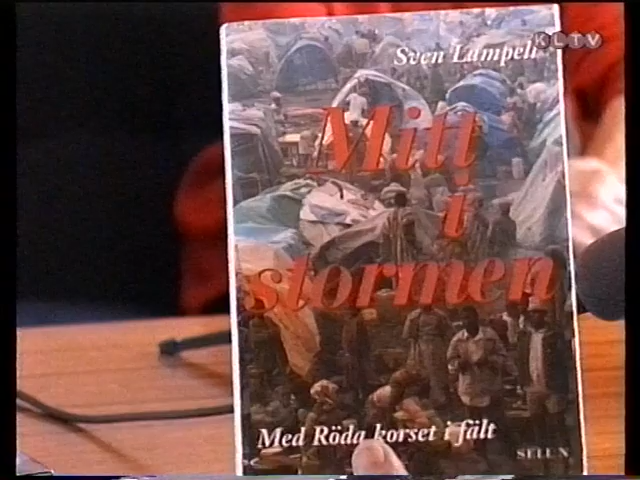 KLTV
Sven Lampell
Mitt
i
stormen
Med Röda korset i fält
SELLN